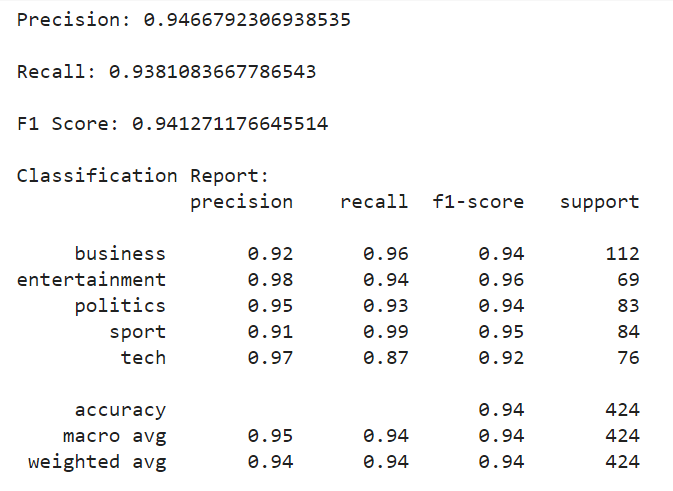 Precision: 0.9466792306938535
Recall: 0.9381083667786543
F1 Score: 0.941271176645514
Classification Report:
precision recall f1-score support
business 0.92 0.96 0.94 112
entertainment 0.98 0.94 0.96 69
politics 0.95 0.93 0.94 83
sport 0.91 0.99 0.95 84
tech 0.97 0.87 0.92 76
accuracy 0.94 424
macro avg 0.95 0.94 0.94 424
weighted avg 0.94 0.94 0.94 424